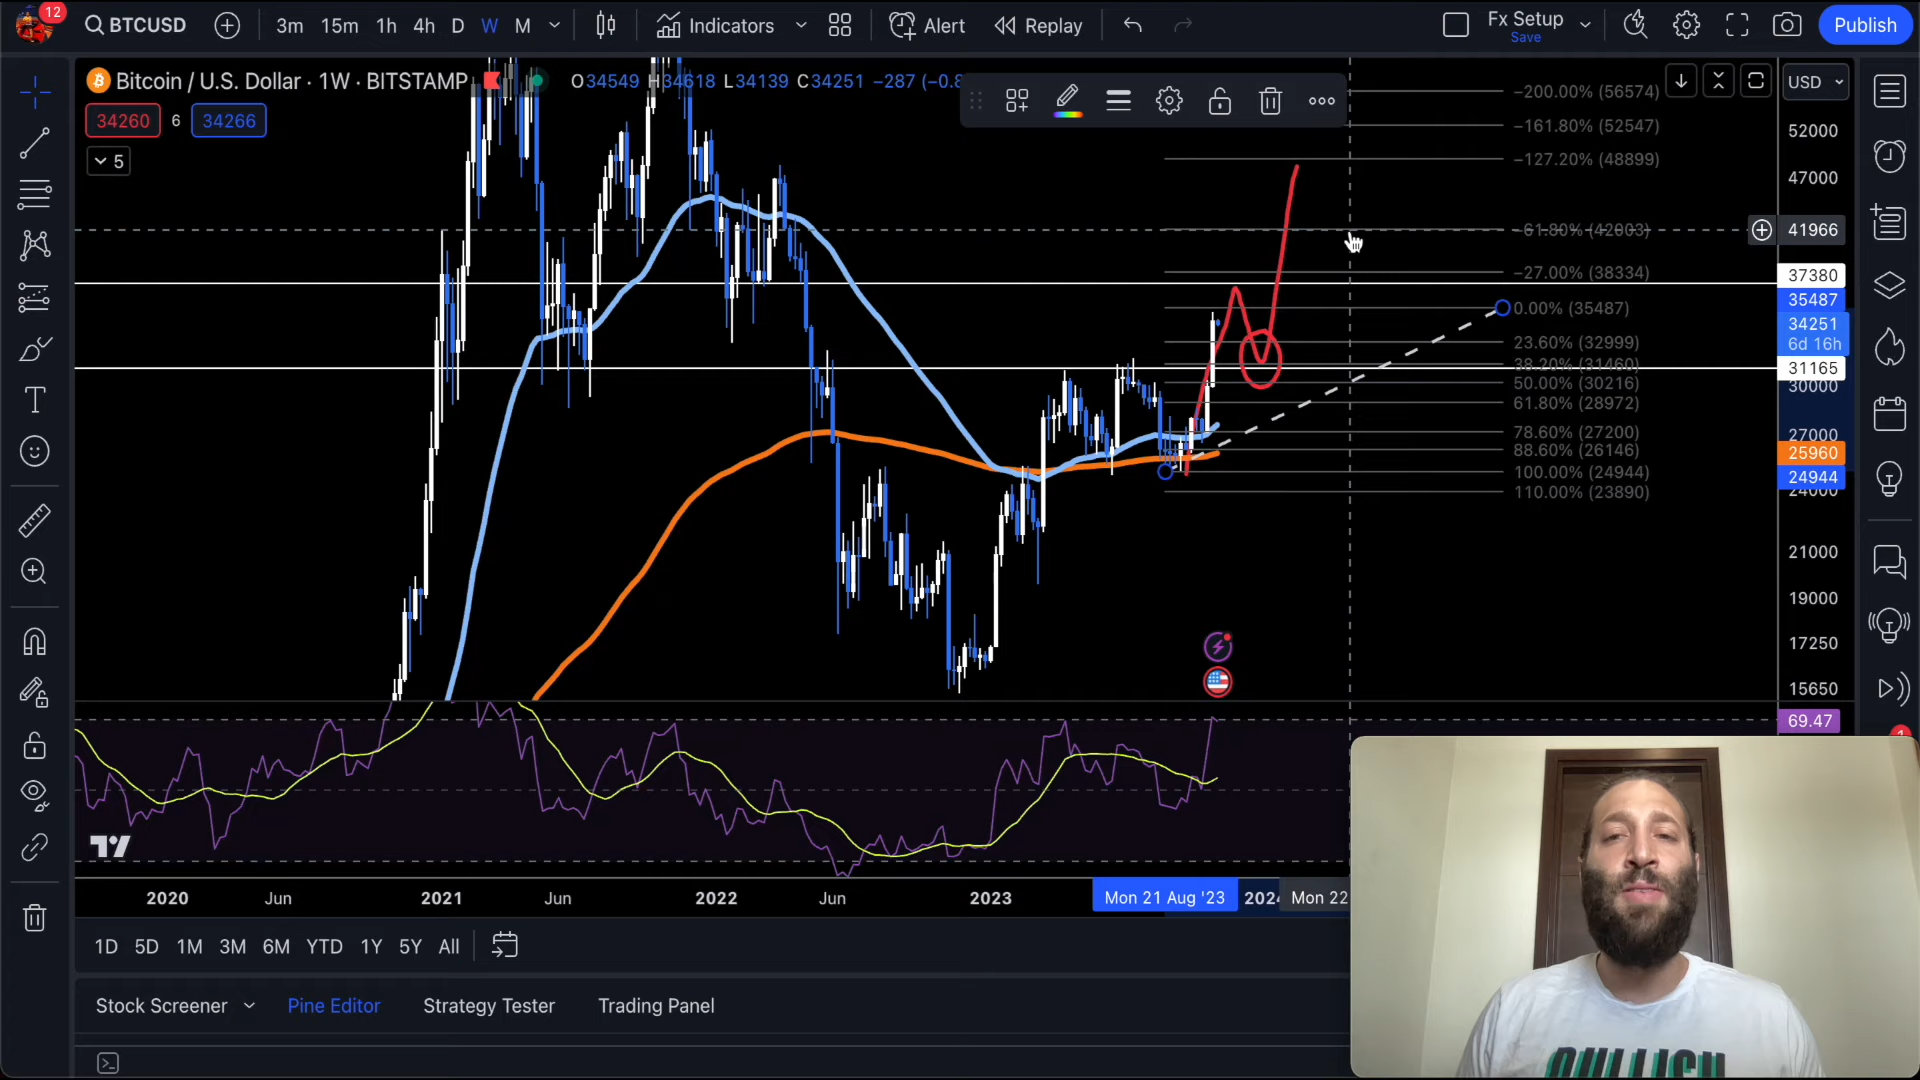 12
BTCUSD
3m 15m 1h 4h D W M
Indicators
Alert
Replay
Fx Setup
Save
Publish
Bitcoin / U.S. Dollar · 1W · BITSTAMP
O34549 H34618 L34139 C34251 −287 (−0.8
34260 6 34266
5
USD
−200.00% (56574)
−161.80% (52547)
−127.20% (48899)
−61.80% (42003)
−27.00% (38334)
0.00% (35487)
23.60% (32999)
38.20% (31460)
50.00% (30216)
61.80% (28972)
78.60% (27200)
88.60% (26146)
100.00% (24944)
110.00% (23890)
52000
47000
41966
37380
35487
34251
6d 16h
31165
30000
27000
25960
24944
24000
21000
19000
17250
15650
69.47
1
2020 Jun 2021 Jun 2022 Jun 2023 Mon 21 Aug '23 2024 Mon 22
1D 5D 1M 3M 6M YTD 1Y 5Y All
Stock Screener Pine Editor Strategy Tester Trading Panel